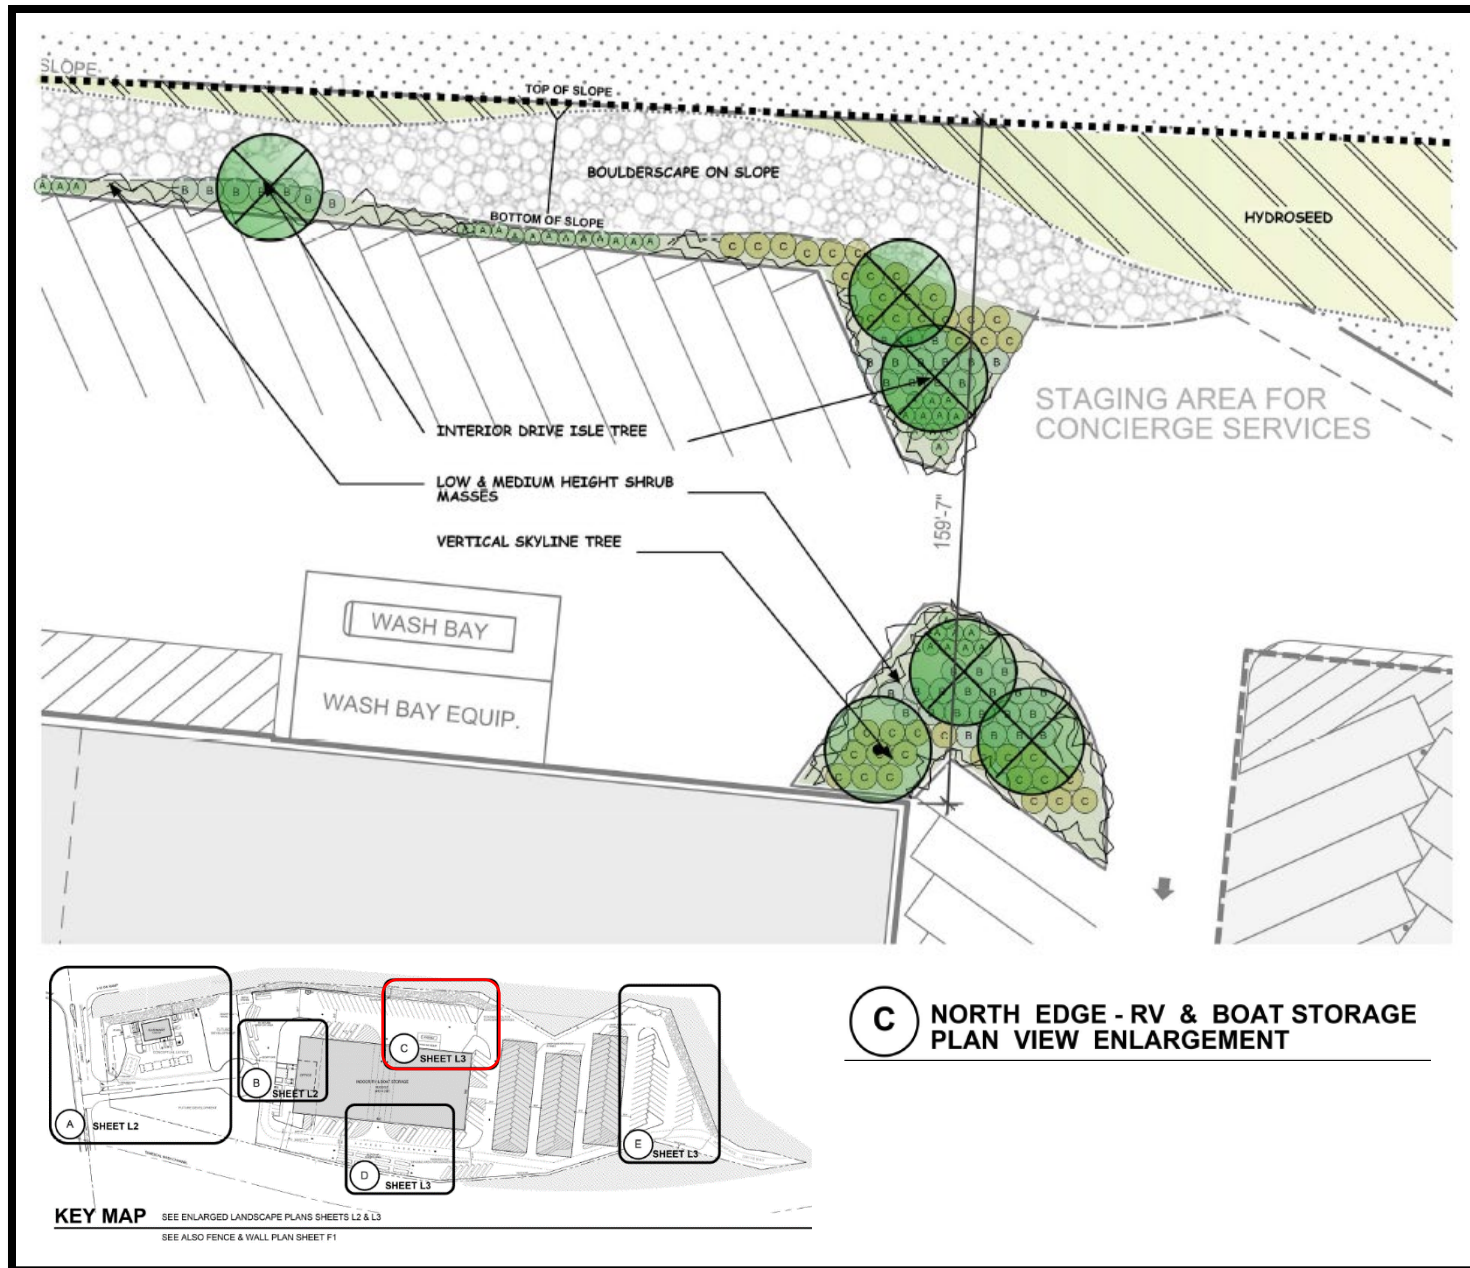 SLOPE
TOP OF SLOPE
BOULDERSCAPE ON SLOPE
HYDROSEED
BOTTOM OF SLOPE
INTERIOR DRIVE ISLE TREE
STAGING AREA FOR
CONCIERGE SERVICES
LOW & MEDIUM HEIGHT SHRUB
MASSES
159'-7"
VERTICAL SKYLINE TREE
WASH BAY
WASH BAY EQUIP.
C
NORTH EDGE - RV & BOAT STORAGE
PLAN VIEW ENLARGEMENT
A
SHEET L2
B
SHEET L2
C
SHEET L3
D
SHEET L3
E
SHEET L3
KEY MAP
SEE ENLARGED LANDSCAPE PLANS SHEETS L2 & L3
SEE ALSO FENCE & WALL PLAN SHEET F1